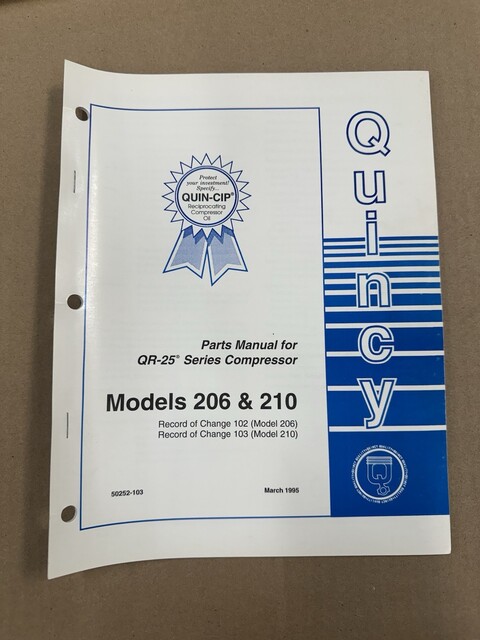 Quincy
Protect
your investment!
Specify...
QUIN-CIP®
Reciprocating
Compressor
Oil
Parts Manual for
QR-25® Series Compressor
Models 206 & 210
Record of Change 102 (Model 206)
Record of Change 103 (Model 210)
50252-103
March 1995